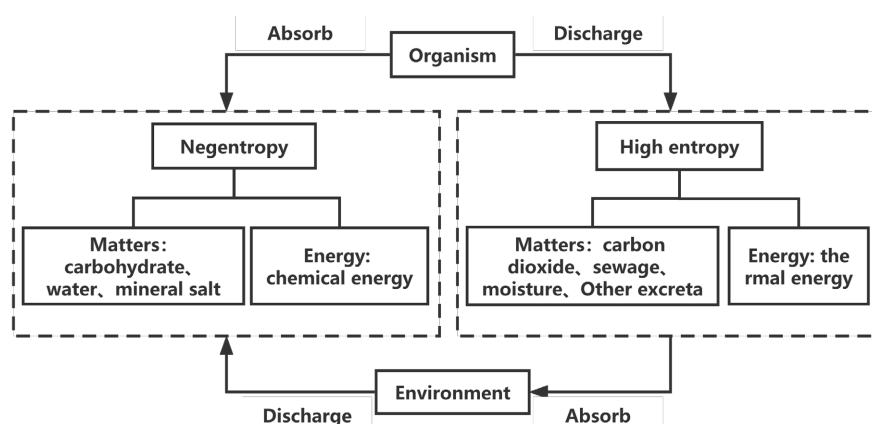 Absorb
Organism
Discharge
Negentropy
High entropy
Matters:
carbohydrate、
water、mineral salt
Energy:
chemical energy
Matters: carbon
dioxide、sewage、
moisture、Other excreta
Energy: the
rmal energy
Environment
Discharge
Absorb